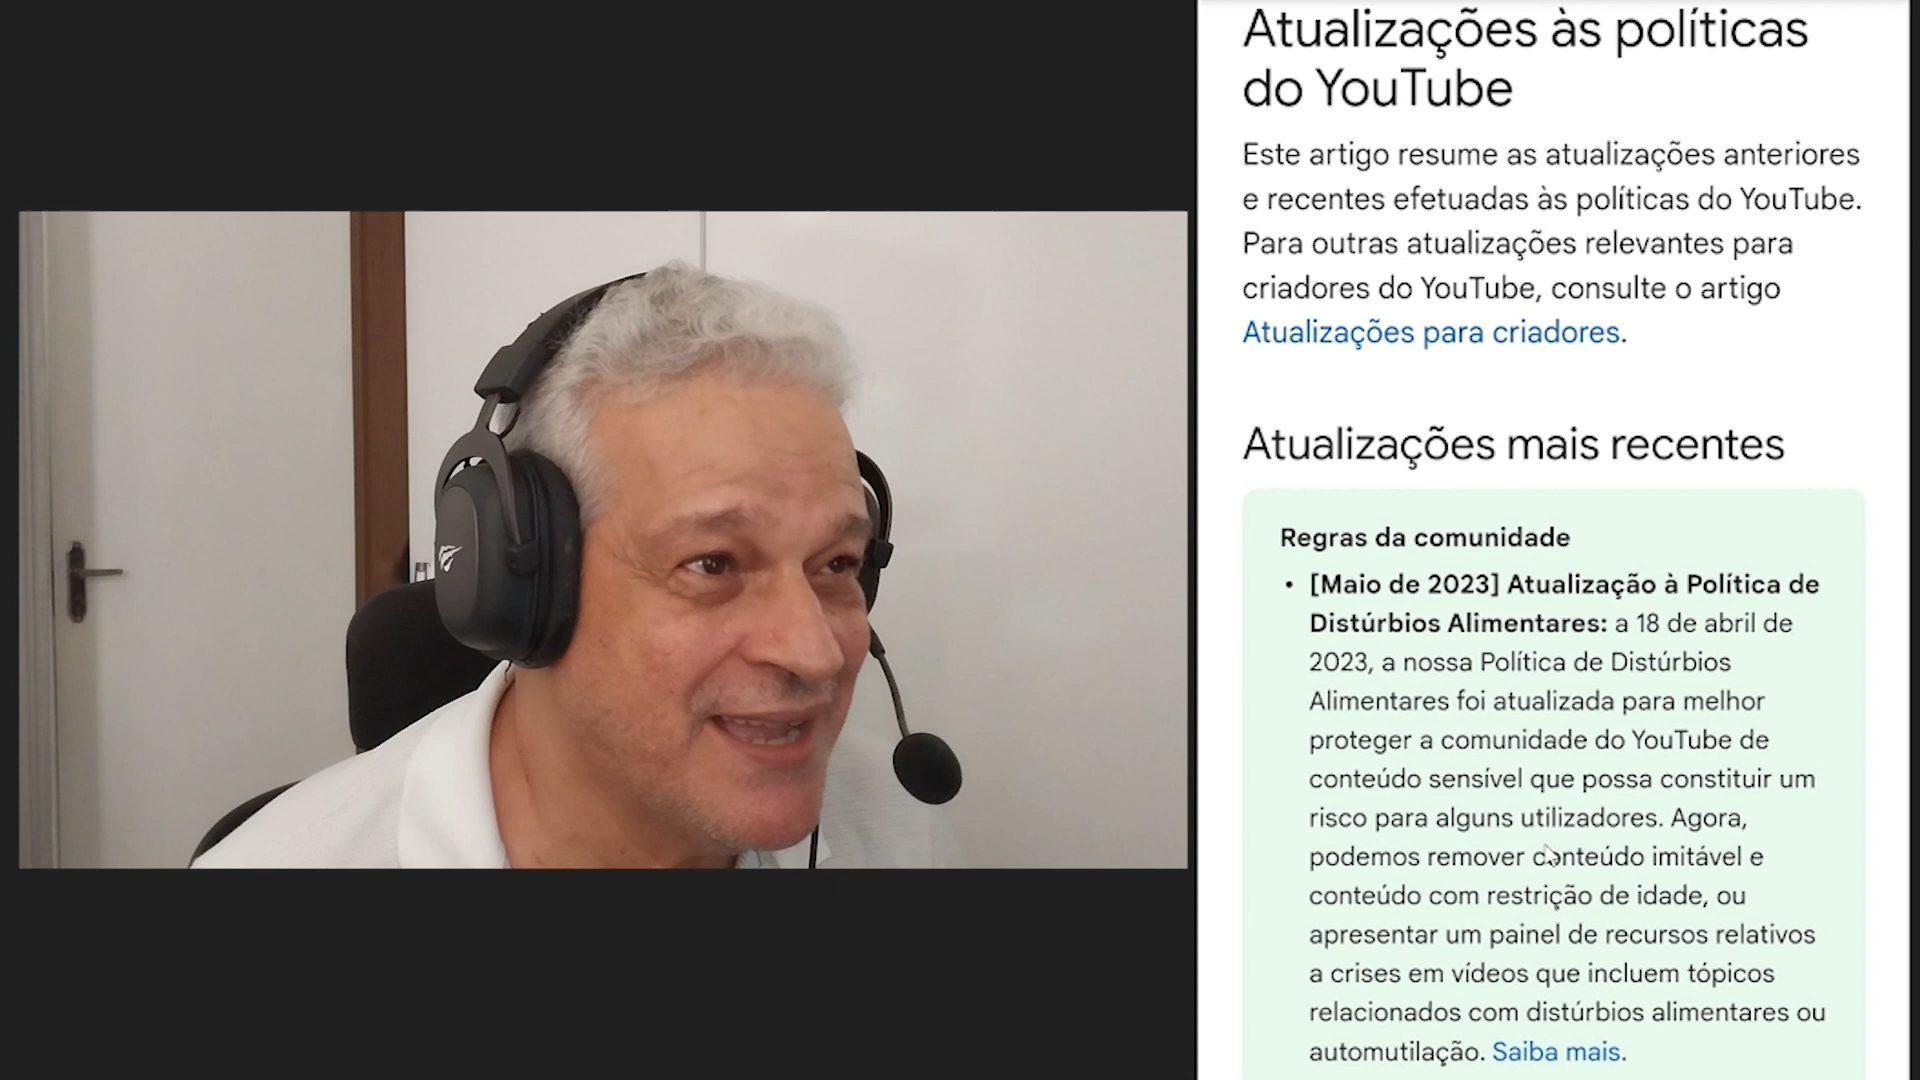 Atualizações às políticas
do YouTube
Este artigo resume as atualizações anteriores
e recentes efetuadas às políticas do YouTube.
Para outras atualizações relevantes para
criadores do YouTube, consulte o artigo
Atualizações para criadores.
Atualizações mais recentes
Regras da comunidade
• [Maio de 2023] Atualização à Política de
Distúrbios Alimentares: a 18 de abril de
2023, a nossa Política de Distúrbios
Alimentares foi atualizada para melhor
proteger a comunidade do YouTube de
conteúdo sensível que possa constituir um
risco para alguns utilizadores. Agora,
podemos remover conteúdo imitável e
conteúdo com restrição de idade, ou
apresentar um painel de recursos relativos
a crises em vídeos que incluem tópicos
relacionados com distúrbios alimentares ou
automutilação. Saiba mais.